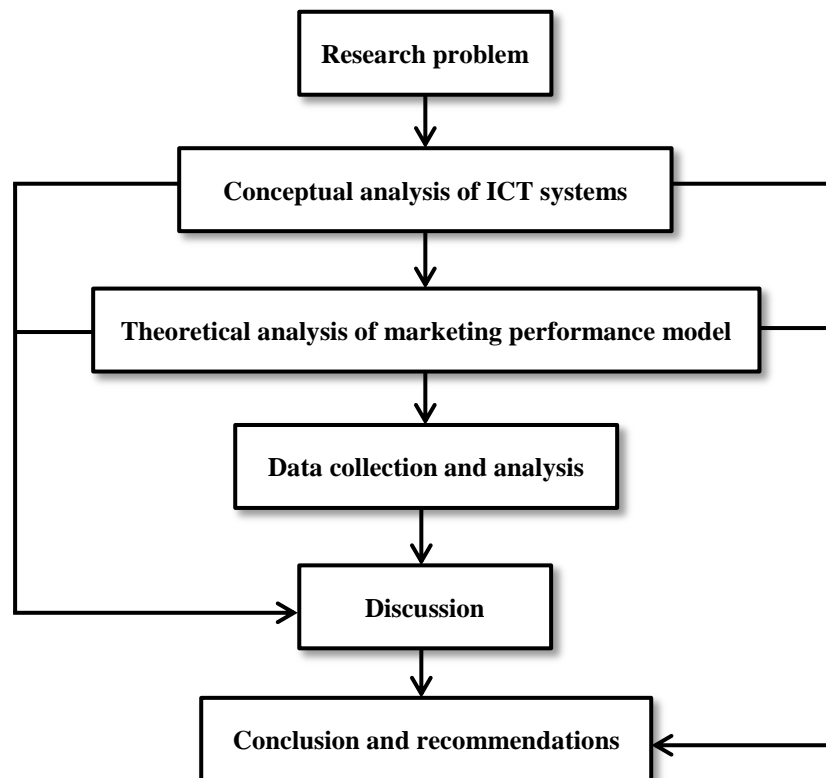 Research problem
Conceptual analysis of ICT systems
Theoretical analysis of marketing performance model
Data collection and analysis
Discussion
Conclusion and recommendations